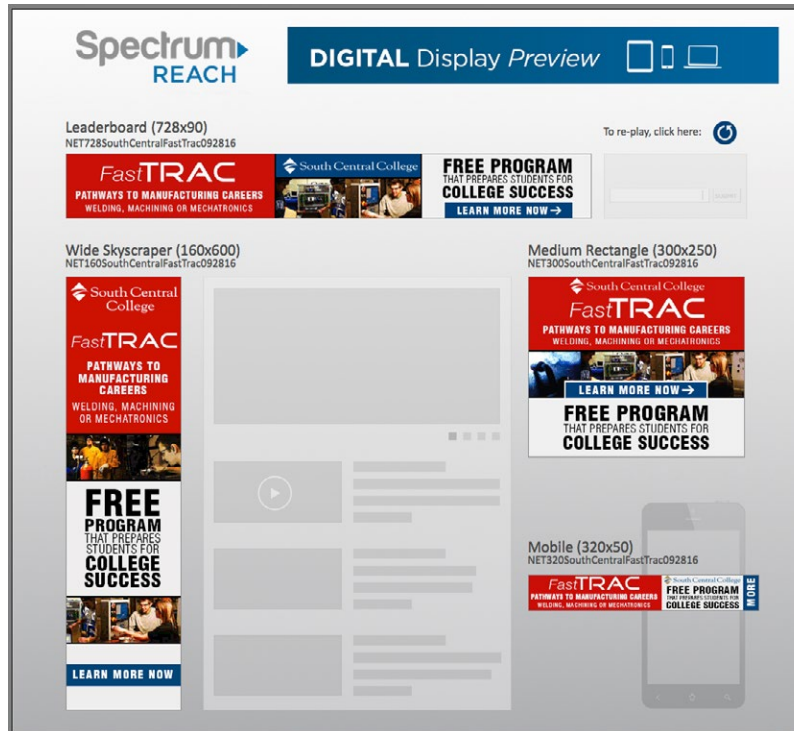 Spectrum
REACH
DIGITAL Display Preview
Leaderboard (728x90)
NET728SouthCentralFastTrac092816
To re-play, click here:
FastTRAC
PATHWAYS TO MANUFACTURING CAREERS
WELDING, MACHINING OR MECHATRONICS
South Central College
FREE PROGRAM
THAT PREPARES STUDENTS FOR
COLLEGE SUCCESS
LEARN MORE NOW
Wide Skyscraper (160x600)
NET160SouthCentralFastTrac092816
South Central
College
FastTRAC
PATHWAYS TO
MANUFACTURING
CAREERS
WELDING, MACHINING
OR MECHATRONICS
FREE
PROGRAM
THAT PREPARES
STUDENTS FOR
COLLEGE
SUCCESS
LEARN MORE NOW
Medium Rectangle (300x250)
NET300SouthCentralFastTrac092816
South Central College
FastTRAC
PATHWAYS TO MANUFACTURING CAREERS
WELDING, MACHINING OR MECHATRONICS
LEARN MORE NOW
FREE PROGRAM
THAT PREPARES STUDENTS FOR
COLLEGE SUCCESS
Mobile (320x50)
NET320SouthCentralFastTrac092816
FastTRAC
PATHWAYS TO MANUFACTURING CAREERS
WELDING, MACHINING OR MECHATRONICS
South Central College
FREE PROGRAM
THAT PREPARES STUDENTS FOR
COLLEGE SUCCESS
MORE